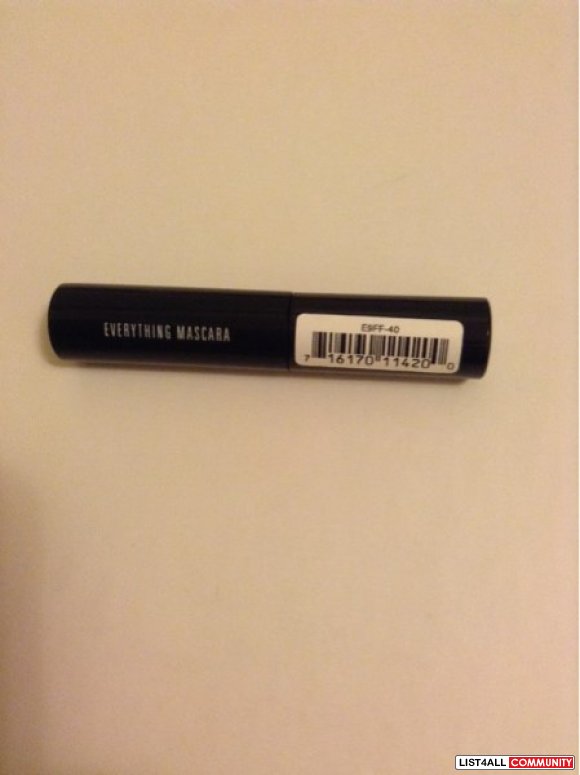 EVERYTHING MASCARA
E9FF-40
7 16170 11420 0
LIST4ALL COMMUNITY